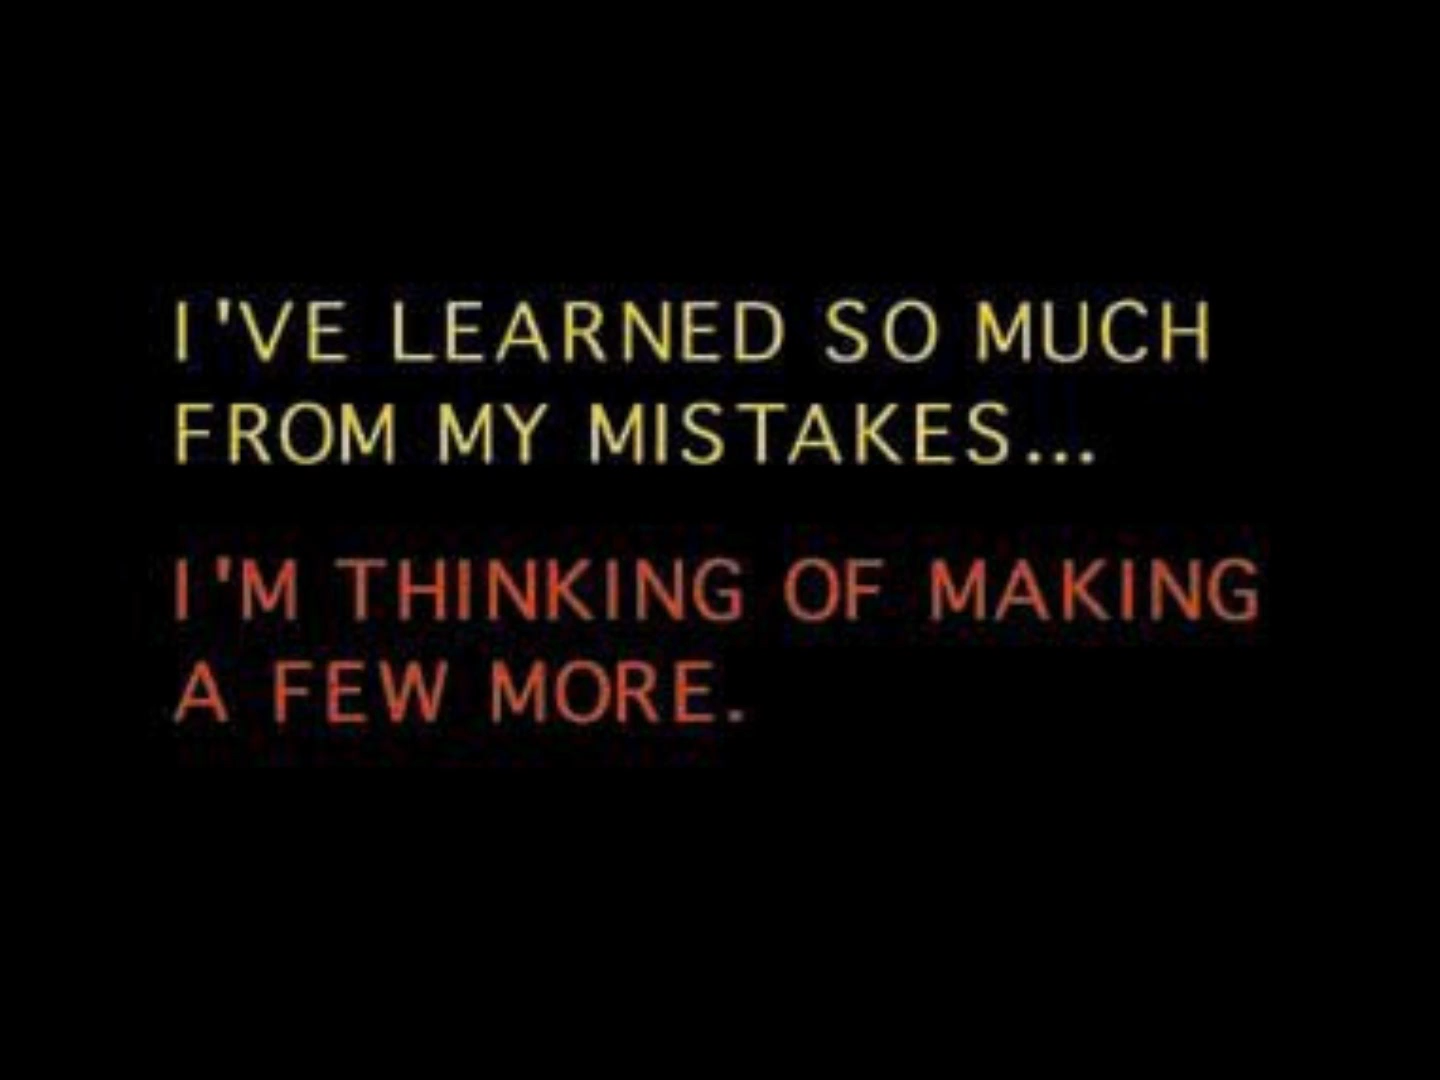 I'VE LEARNED SO MUCH
FROM MY MISTAKES...
I'M THINKING OF MAKING
A FEW MORE.